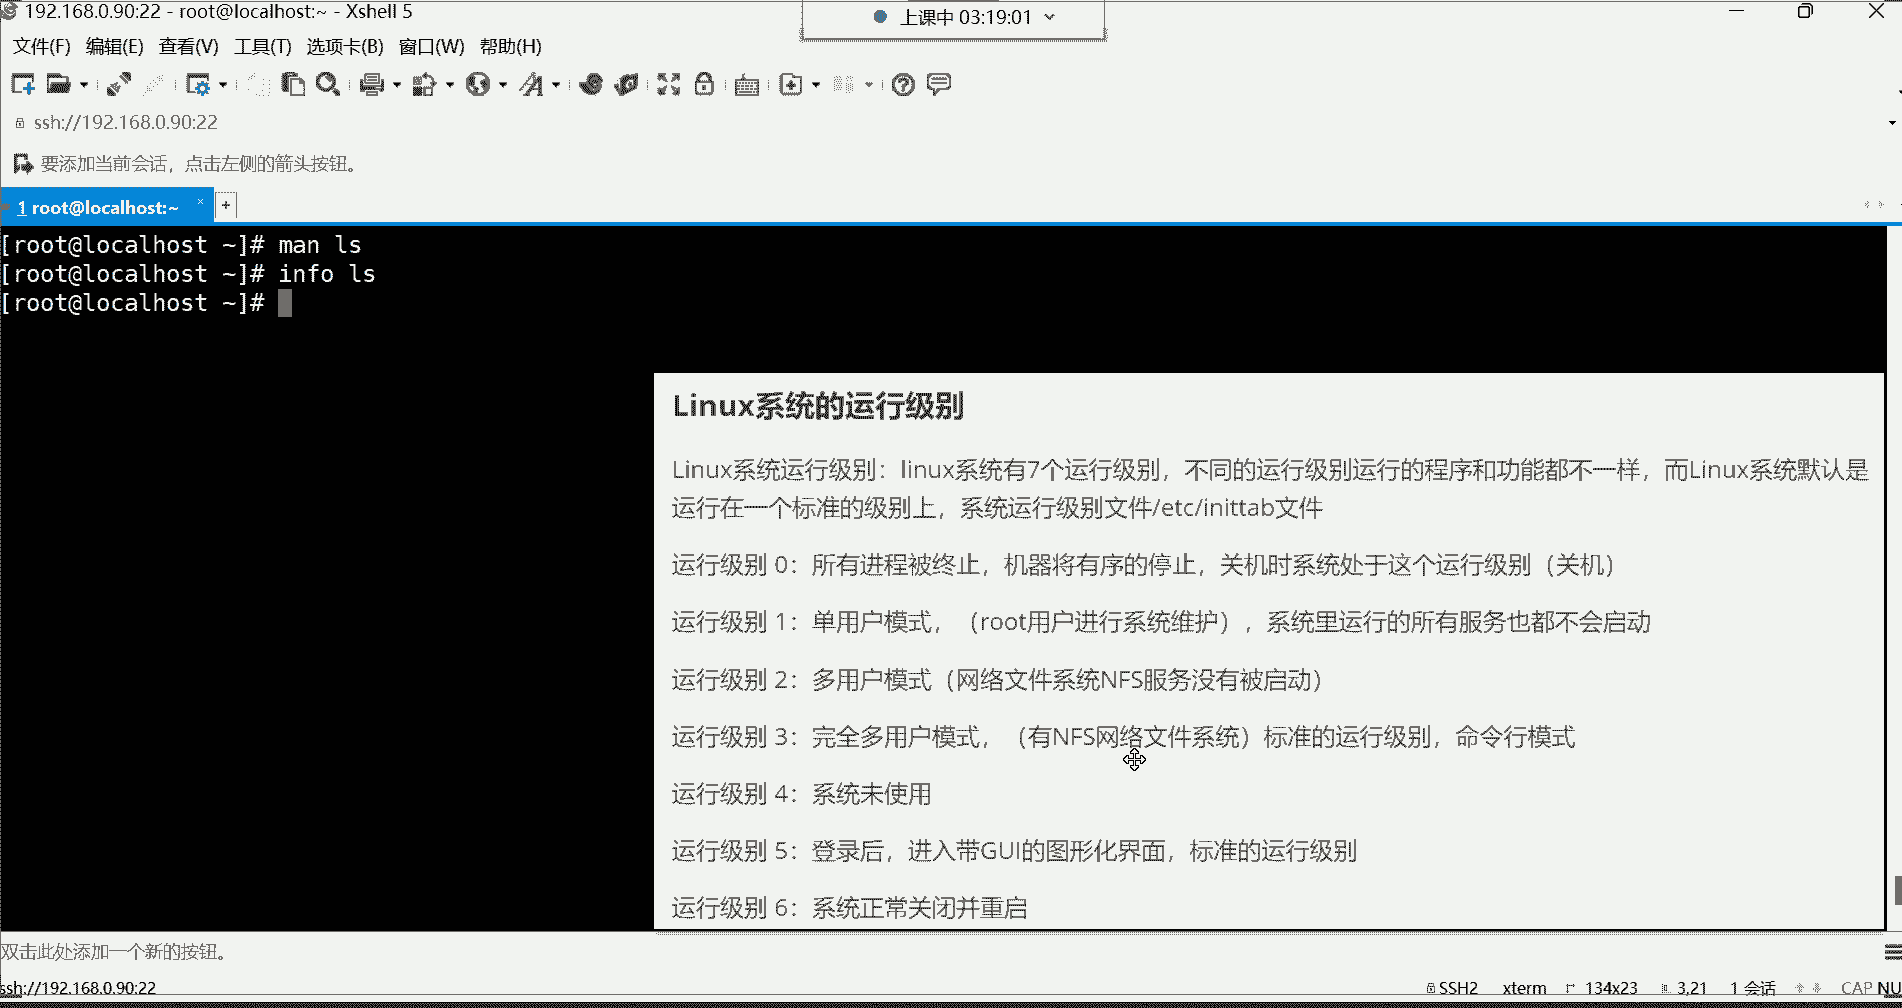 192.168.0.90:22 - root@localhost:~ - Xshell 5
上课中 03:19:01
文件(F) 编辑(E) 查看(V) 工具(T) 选项卡(B) 窗口(W) 帮助(H)
ssh://192.168.0.90:22
要添加当前会话，点击左侧的箭头按钮。
1 root@localhost:~
[root@localhost ~]# man ls
[root@localhost ~]# info ls
[root@localhost ~]#
Linux系统的运行级别
Linux系统运行级别：linux系统有7个运行级别，不同的运行级别运行的程序和功能都不一样，而Linux系统默认是
运行在一个标准的级别上，系统运行级别文件/etc/inittab文件
运行级别 0：所有进程被终止，机器将有序的停止，关机时系统处于这个运行级别（关机）
运行级别 1：单用户模式，（root用户进行系统维护），系统里运行的所有服务也都不会启动
运行级别 2：多用户模式（网络文件系统NFS服务没有被启动）
运行级别 3：完全多用户模式，（有NFS网络文件系统）标准的运行级别，命令行模式
运行级别 4：系统未使用
运行级别 5：登录后，进入带GUI的图形化界面，标准的运行级别
运行级别 6：系统正常关闭并重启
双击此处添加一个新的按钮。
ssh://192.168.0.90:22
SSH2 xterm 134x23 3,21 1 会话 CAP NU